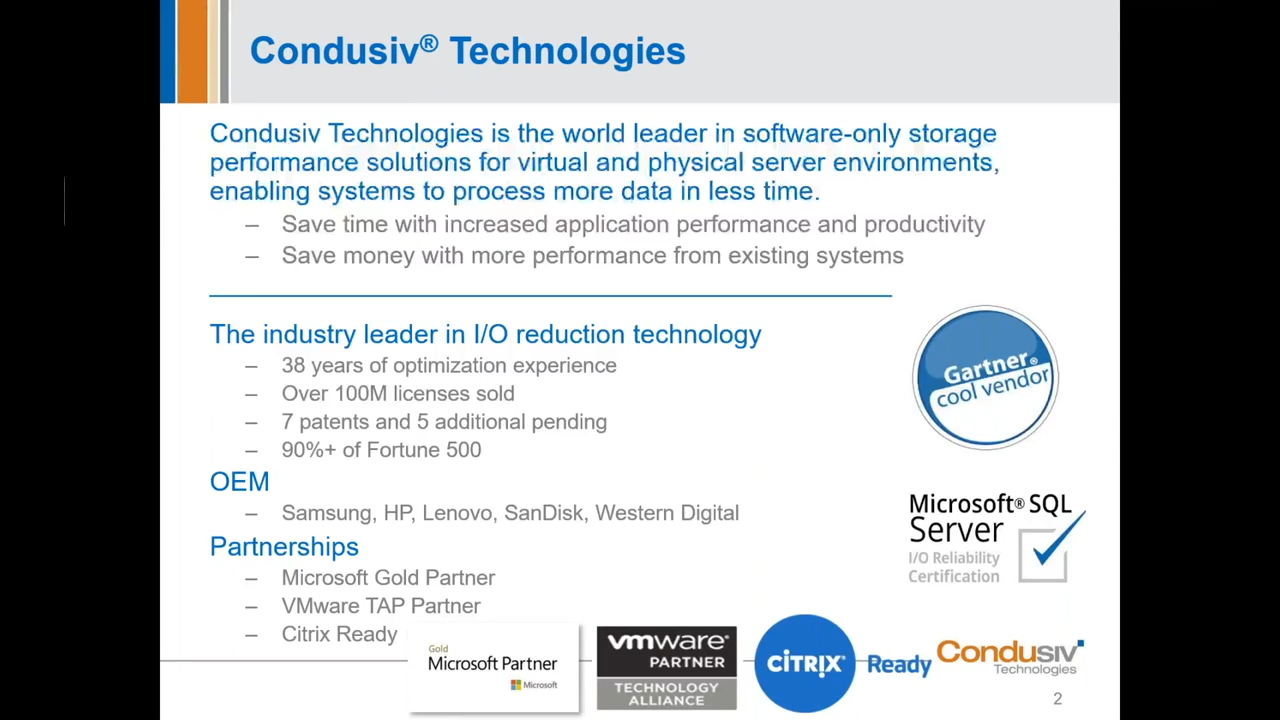 Condusiv® Technologies
Condusiv Technologies is the world leader in software-only storage
performance solutions for virtual and physical server environments,
enabling systems to process more data in less time.
– Save time with increased application performance and productivity
– Save money with more performance from existing systems
The industry leader in I/O reduction technology
– 38 years of optimization experience
– Over 100M licenses sold
– 7 patents and 5 additional pending
– 90%+ of Fortune 500
Gartner®
cool vendor
OEM
– Samsung, HP, Lenovo, SanDisk, Western Digital
Microsoft® SQL
Server
I/O Reliability
Certification
Partnerships
– Microsoft Gold Partner
– VMware TAP Partner
– Citrix Ready
Gold
Microsoft Partner
Microsoft
vmware®
PARTNER
TECHNOLOGY
ALLIANCE
CiTRIX® Ready
Condusiv
Technologies
2